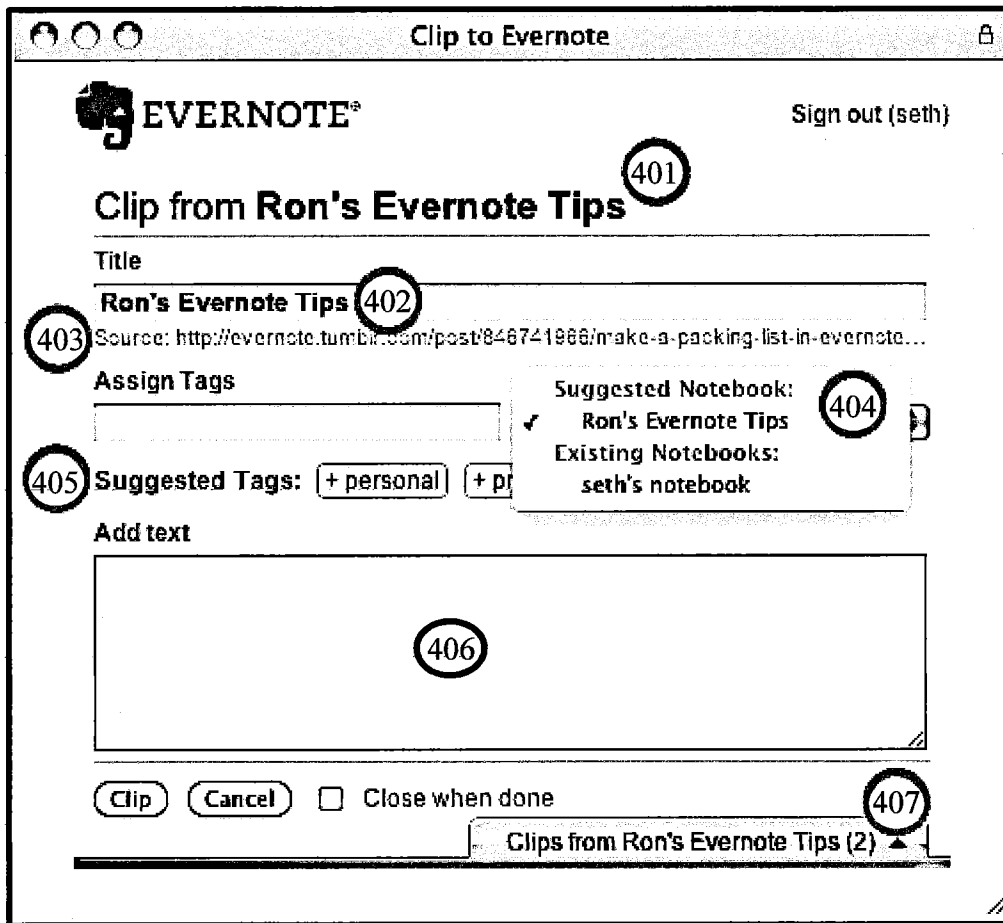 Clip to Evernote
EVERNOTE®
Sign out (seth)
401
Clip from Ron's Evernote Tips
Title
Ron's Evernote Tips 402
403 Source: http://evernote.tumblr.com/post/846741966/make-a-packing-list-in-evernote...
Assign Tags
Suggested Notebook:
404
✓ Ron's Evernote Tips
Existing Notebooks:
seth's notebook
405 Suggested Tags: + personal + pr
Add text
406
Clip Cancel Close when done
407
Clips from Ron's Evernote Tips (2) ▲